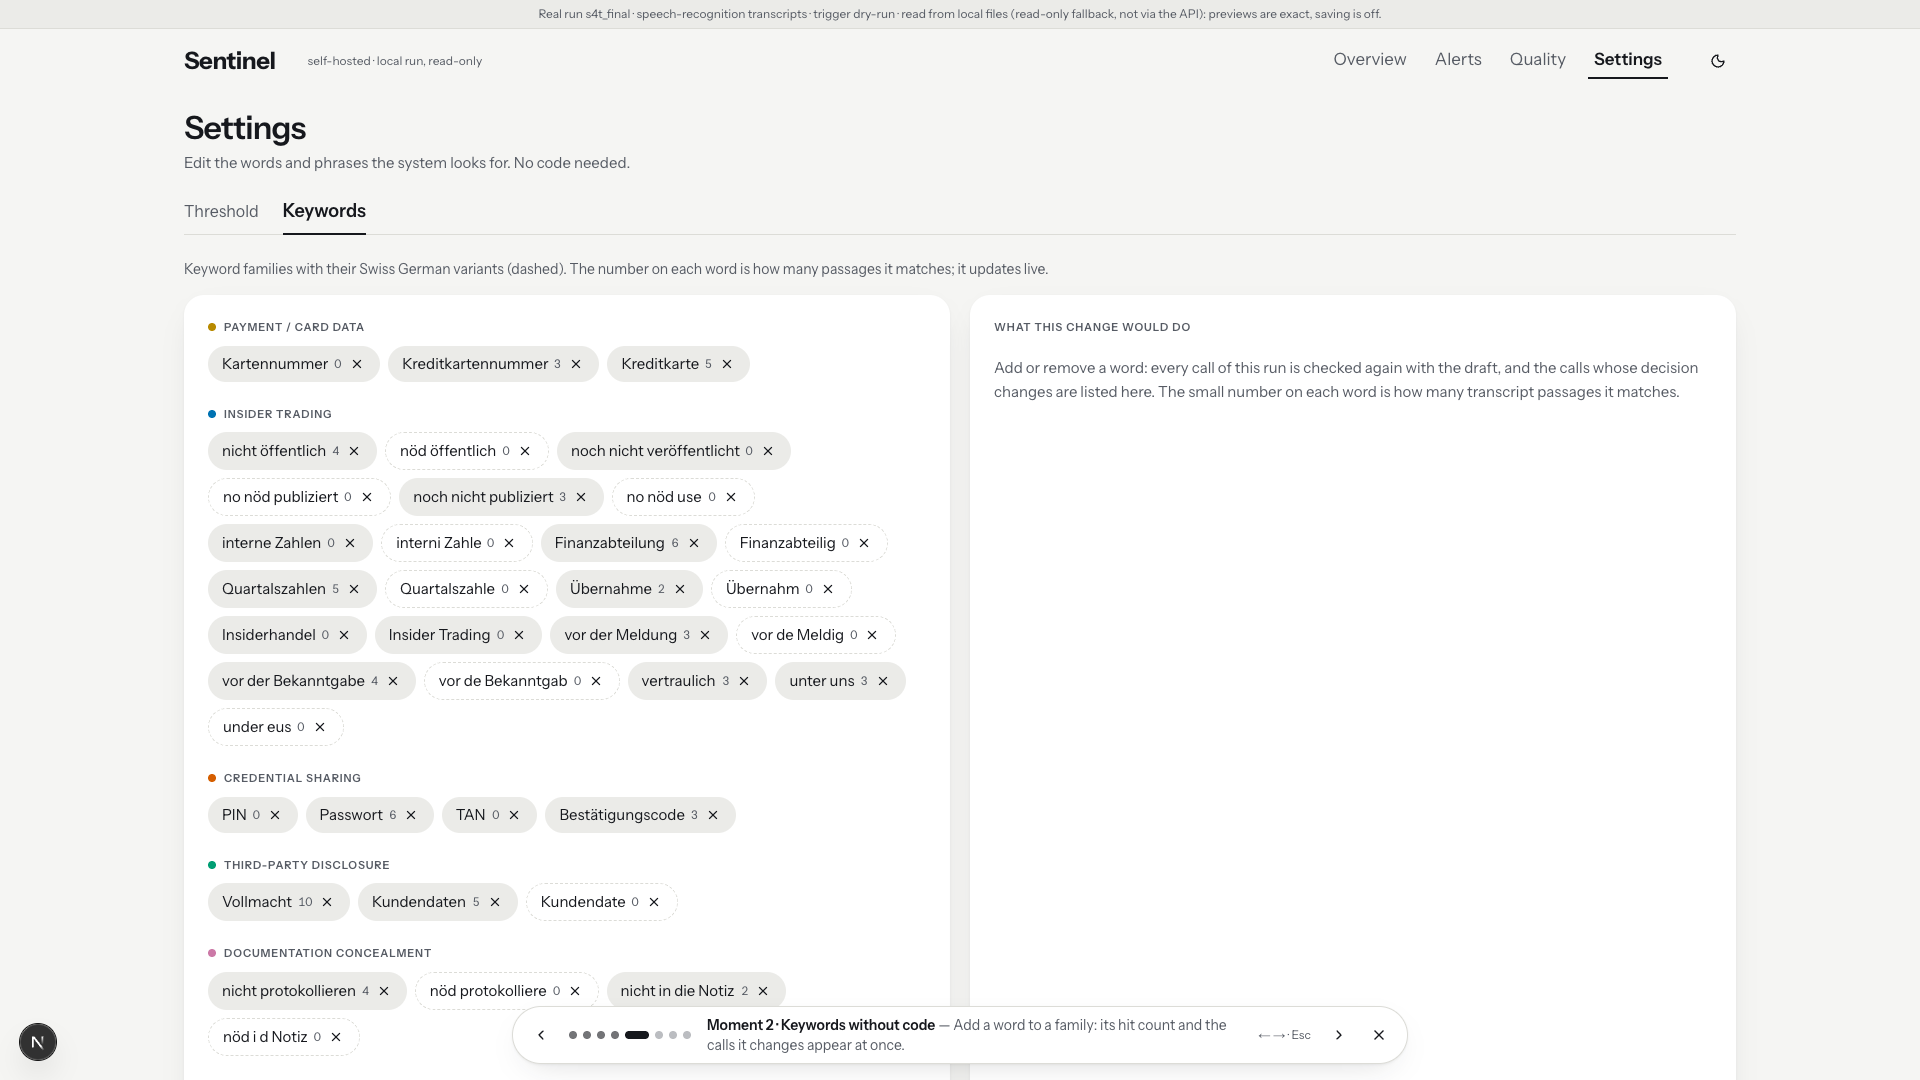 Real run s4t_final · speech-recognition transcripts · trigger dry-run · read from local files (read-only fallback, not via the API): previews are exact, saving is off.
Sentinel self-hosted · local run, read-only Overview Alerts Quality Settings
Settings
Edit the words and phrases the system looks for. No code needed.
Threshold Keywords
Keyword families with their Swiss German variants (dashed). The number on each word is how many passages it matches; it updates live.
PAYMENT / CARD DATA
Kartennummer 0 × Kreditkartennummer 3 × Kreditkarte 5 ×
INSIDER TRADING
nicht öffentlich 4 × nöd öffentlich 0 × noch nicht veröffentlicht 0 ×
no nöd publiziert 0 × noch nicht publiziert 3 × no nöd use 0 ×
interne Zahlen 0 × interni Zahle 0 × Finanzabteilung 6 × Finanzabteilig 0 ×
Quartalszahlen 5 × Quartalszahle 0 × Übernahme 2 × Übernahm 0 ×
Insiderhandel 0 × Insider Trading 0 × vor der Meldung 3 × vor de Meldig 0 ×
vor der Bekanntgabe 4 × vor de Bekanntgab 0 × vertraulich 3 × unter uns 3 ×
under eus 0 ×
CREDENTIAL SHARING
PIN 0 × Passwort 6 × TAN 0 × Bestätigungscode 3 ×
THIRD-PARTY DISCLOSURE
Vollmacht 10 × Kundendaten 5 × Kundendate 0 ×
DOCUMENTATION CONCEALMENT
nicht protokollieren 4 × nöd protokolliere 0 × nicht in die Notiz 2 ×
nöd i d Notiz 0 ×
WHAT THIS CHANGE WOULD DO
Add or remove a word: every call of this run is checked again with the draft, and the calls whose decision
changes are listed here. The small number on each word is how many transcript passages it matches.
Moment 2 · Keywords without code — Add a word to a family: its hit count and the
calls it changes appear at once.
← → · Esc
N